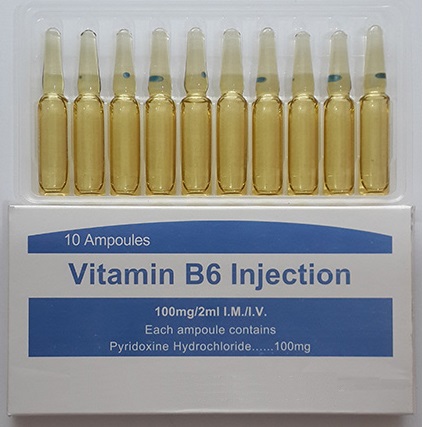 10 Ampoules
Vitamin B6 Injection
100mg/2ml I.M./I.V.
Each ampoule contains
Pyridoxine Hydrochloride......100mg